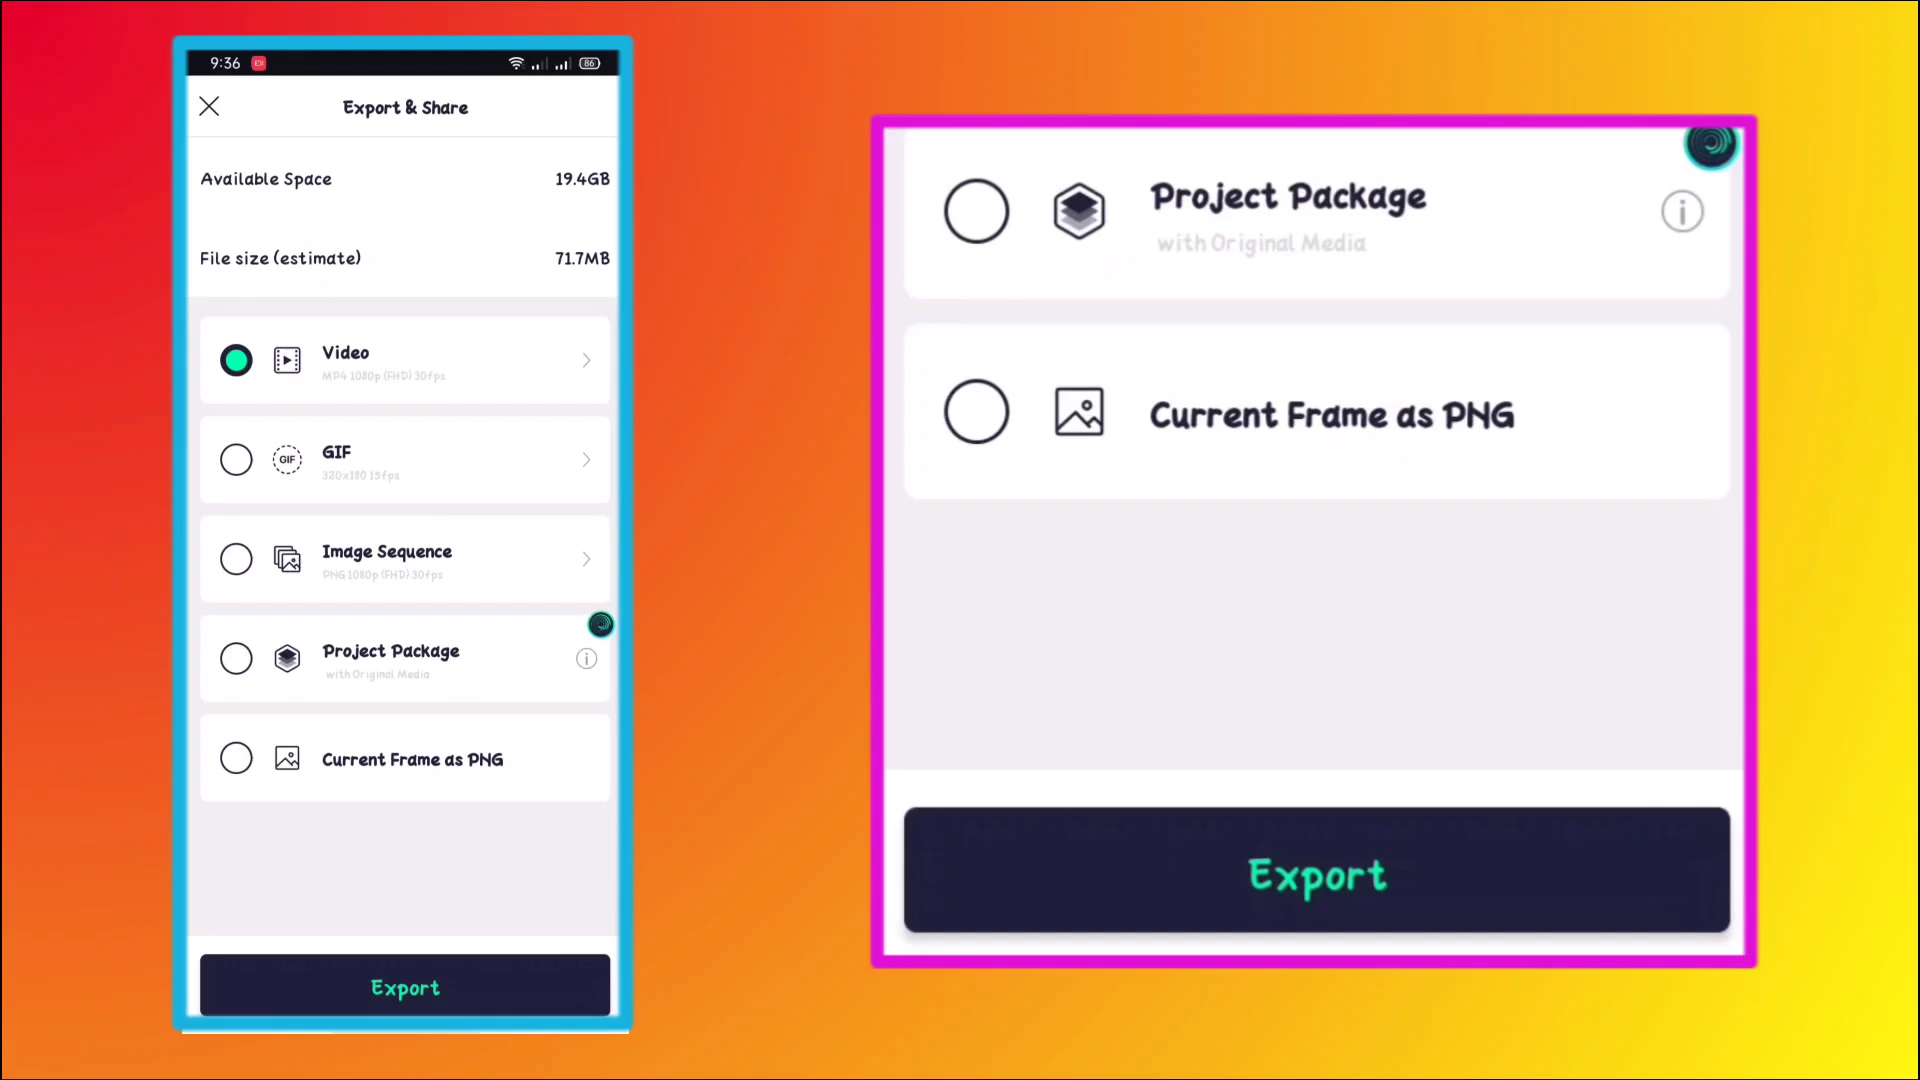 9:36
86
Export & Share
Available Space 19.4GB
File size (estimate) 71.7MB
Video
MP4 1080p (FHD) 30fps
GIF
GIF
320x180 15fps
Image Sequence
PNG 1080p (FHD) 30fps
Project Package
with Original Media
Current Frame as PNG
Export
Project Package
with Original Media
Current Frame as PNG
Export